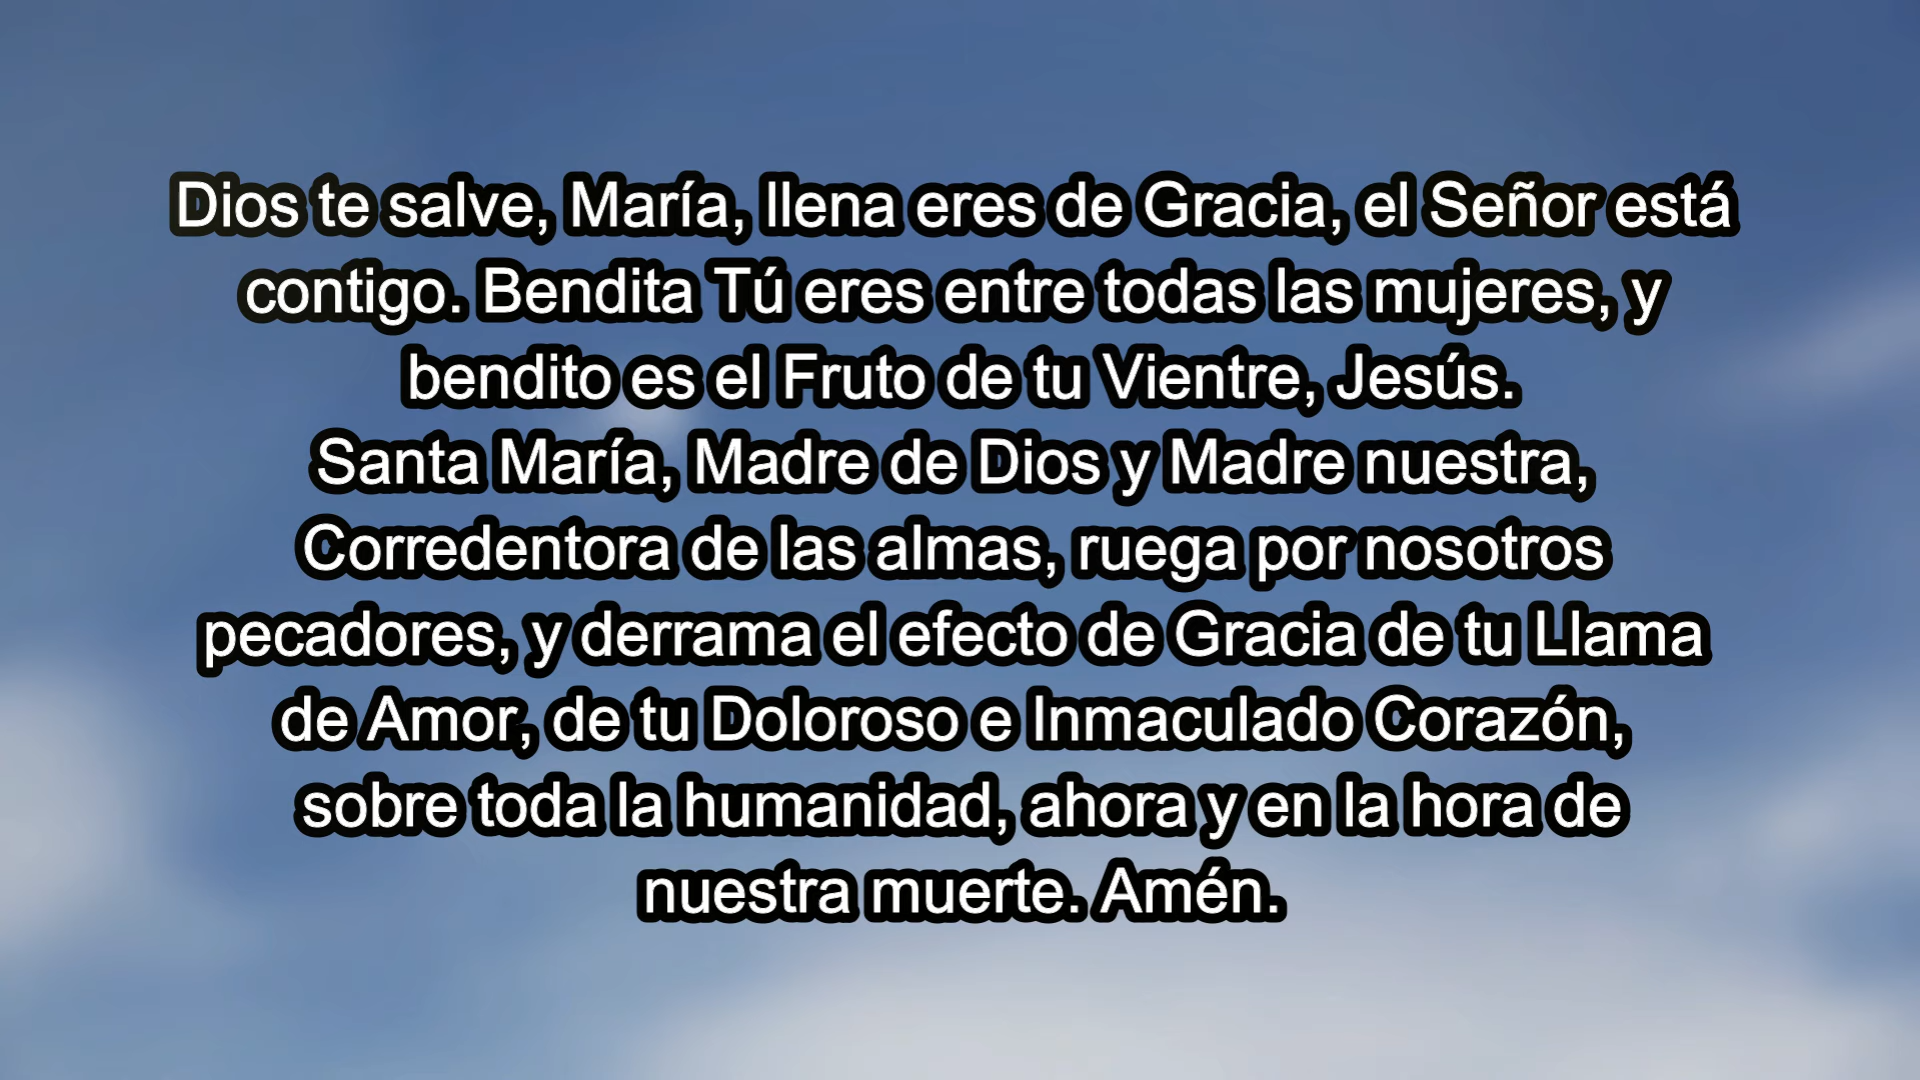 Dios te salve, María, llena eres de Gracia, el Señor está
contigo. Bendita Tú eres entre todas las mujeres, y
bendito es el Fruto de tu Vientre, Jesús.
Santa María, Madre de Dios y Madre nuestra,
Corredentora de las almas, ruega por nosotros
pecadores, y derrama el efecto de Gracia de tu Llama
de Amor, de tu Doloroso e Inmaculado Corazón,
sobre toda la humanidad, ahora y en la hora de
nuestra muerte. Amén.